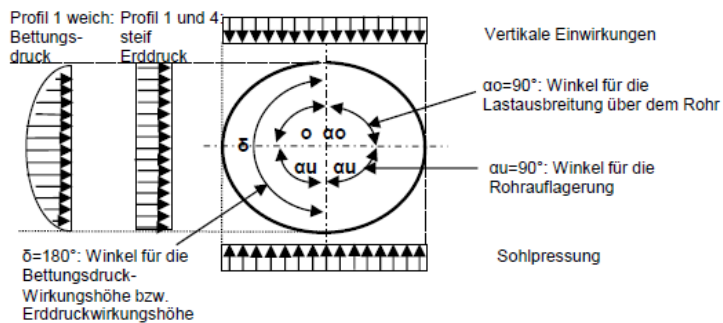 Profil 1 weich:
Bettungs-
druck
Profil 1 und 4:
steif
Erddruck
Vertikale Einwirkungen
αo=90°: Winkel für die
Lastausbreitung über dem Rohr
o αo
δ
αu αu
αu=90°: Winkel für die
Rohrauflagerung
δ=180°: Winkel für die
Bettungsdruck-
Wirkungshöhe bzw.
Erddruckwirkungshöhe
Sohlpressung